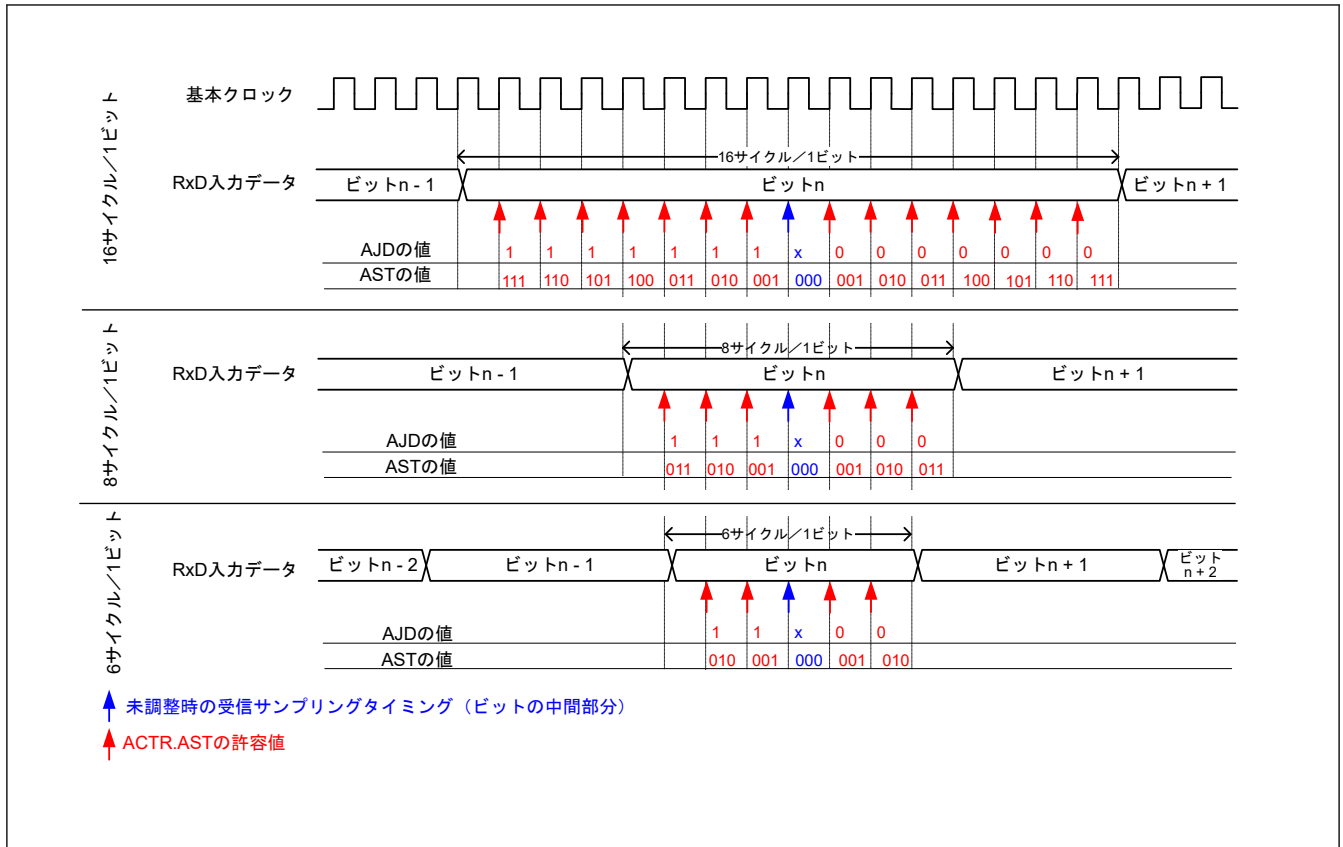 16サイクル/1ビット
基本クロック
16サイクル/1ビット
RxD入力データ
ビットn - 1
ビットn
ビットn + 1
AJDの値
1 1 1 1 1 1 1 x 0 0 0 0 0 0 0
ASTの値
111 110 101 100 011 010 001 000 001 010 011 100 101 110 111
8サイクル/1ビット
8サイクル/1ビット
RxD入力データ
ビットn - 1
ビットn
ビットn + 1
AJDの値
1 1 1 x 0 0 0
ASTの値
011 010 001 000 001 010 011
6サイクル/1ビット
6サイクル/1ビット
RxD入力データ
ビットn - 2
ビットn - 1
ビットn
ビットn + 1
ビット
n + 2
AJDの値
1 1 x 0 0
ASTの値
010 001 000 001 010
未調整時の受信サンプリングタイミング(ビットの中間部分)
ACTR.ASTの許容値